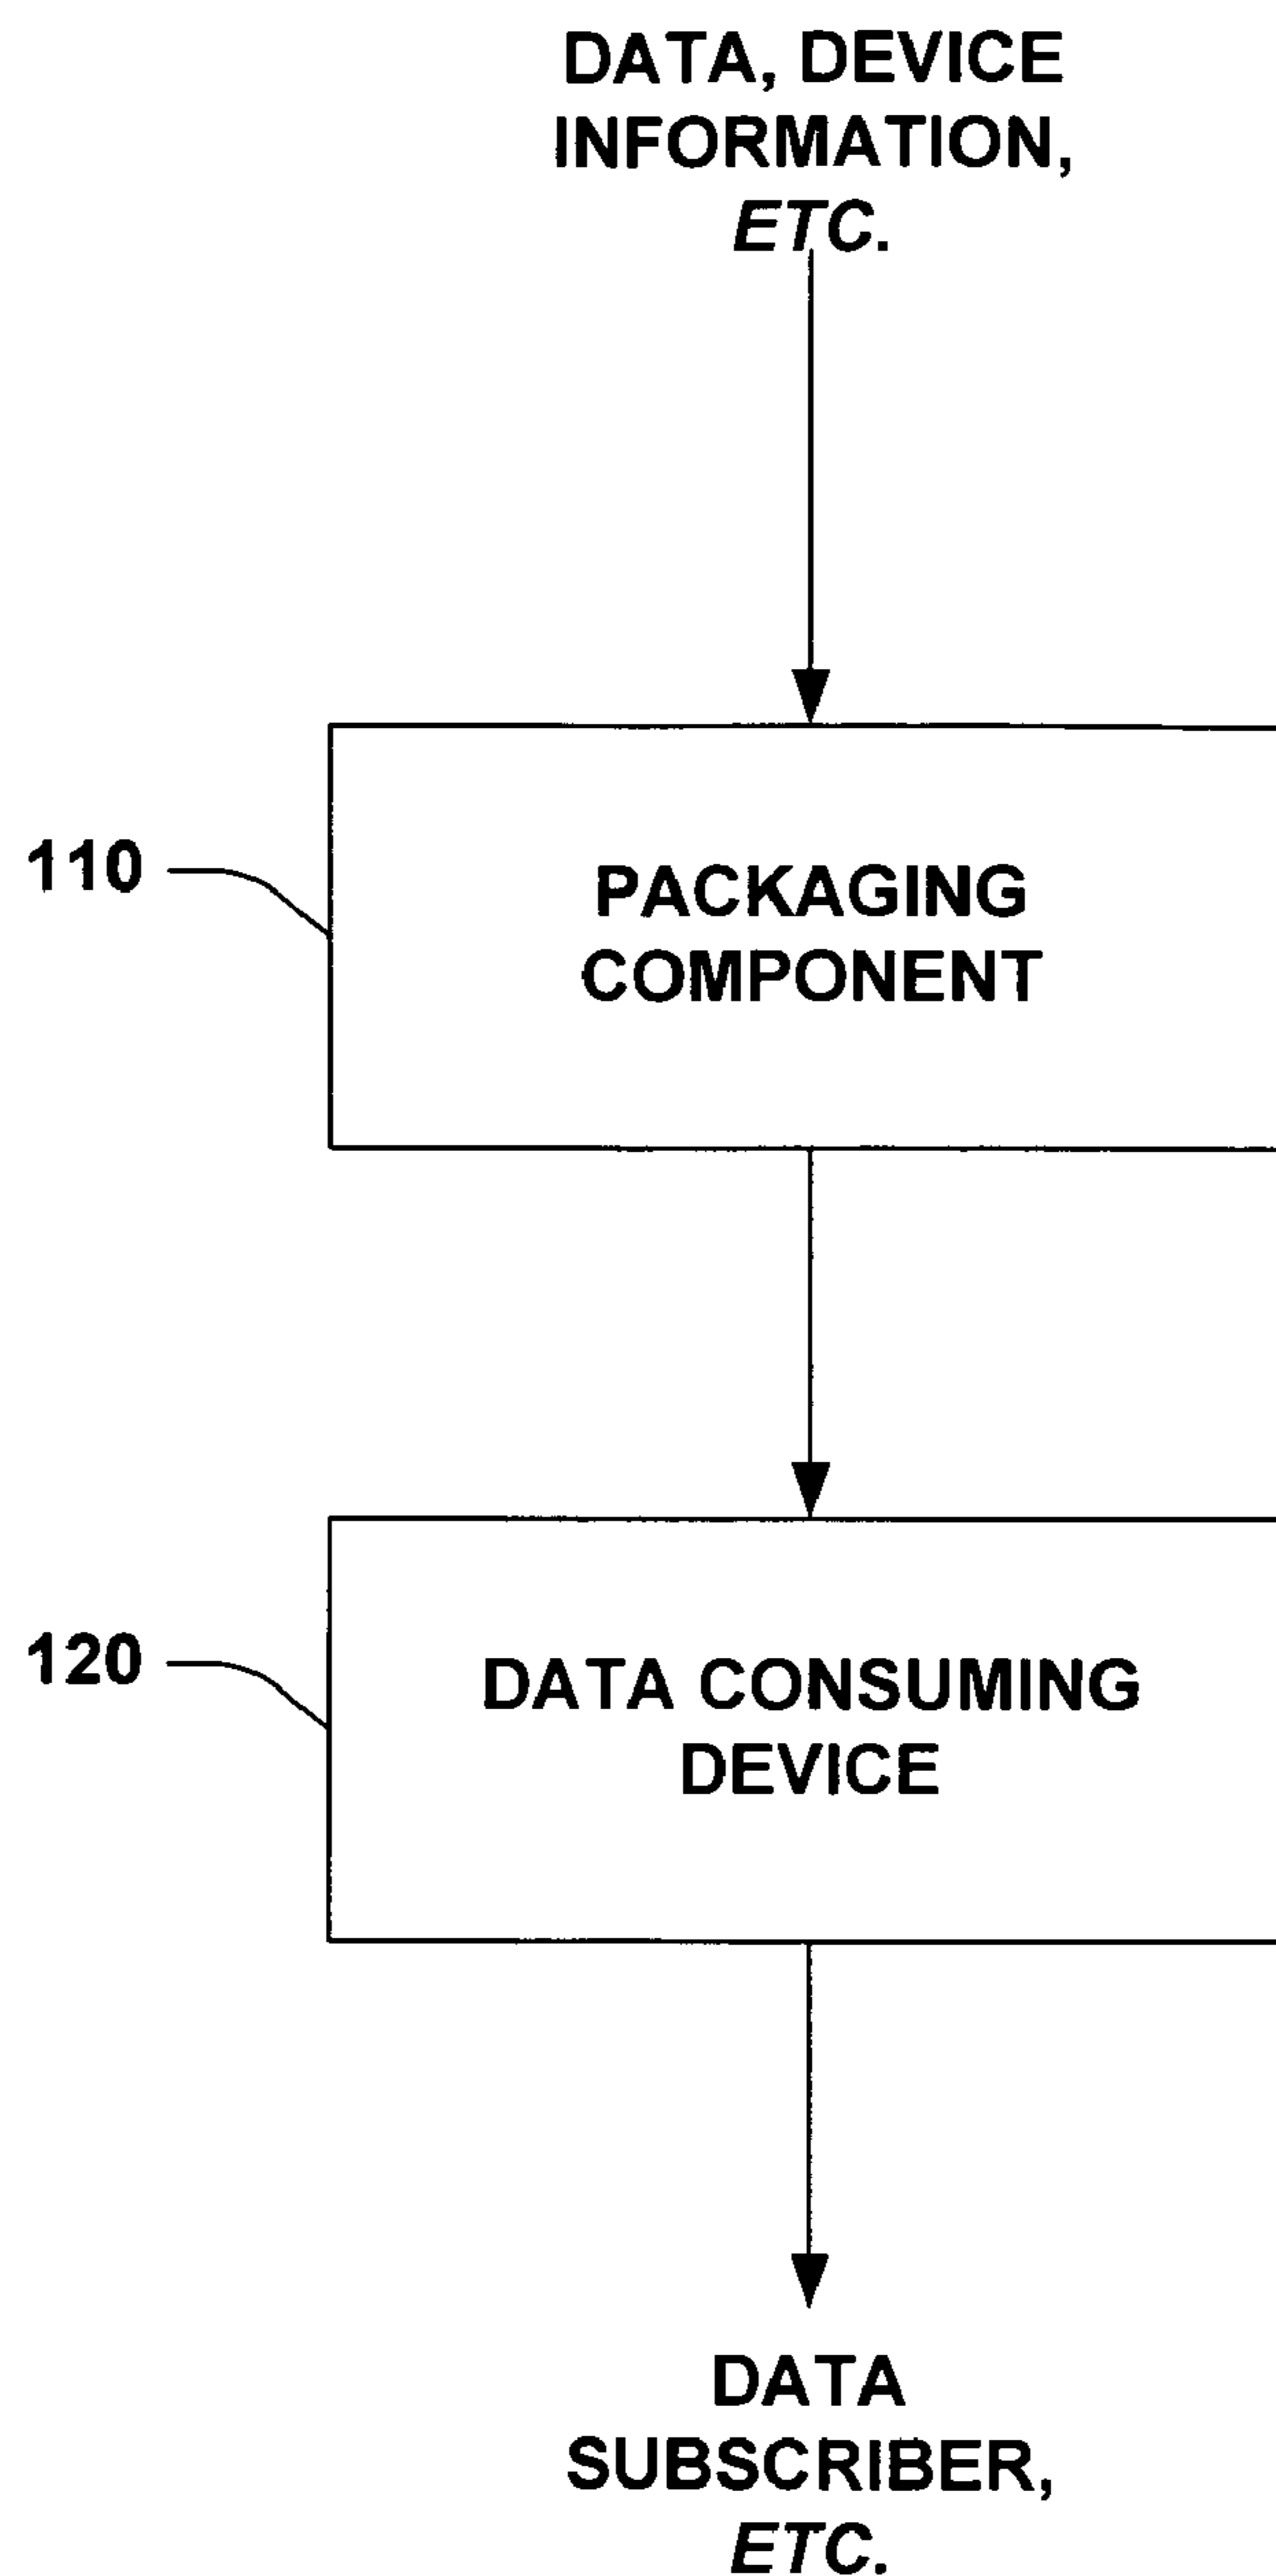 DATA, DEVICE
INFORMATION,
ETC.
110
PACKAGING
COMPONENT
120
DATA CONSUMING
DEVICE
DATA
SUBSCRIBER,
ETC.